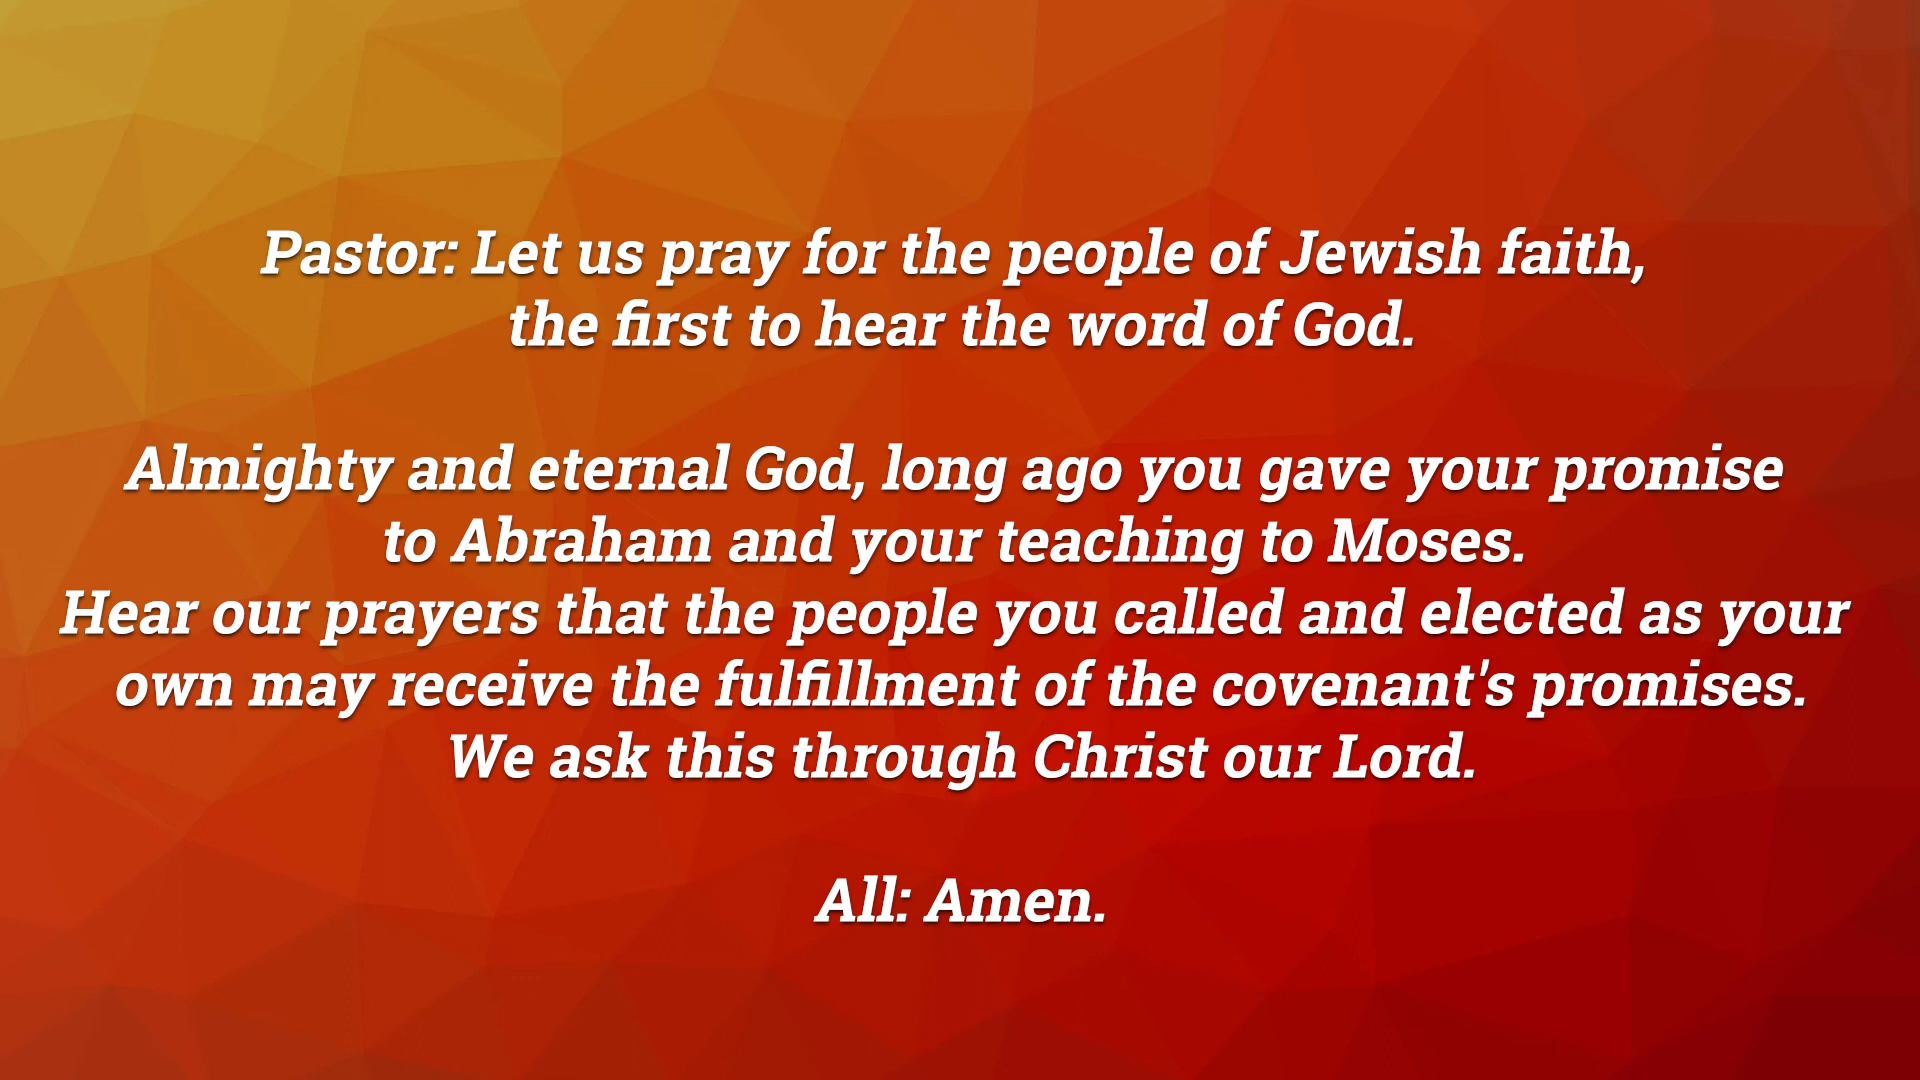 Pastor: Let us pray for the people of Jewish faith,
the first to hear the word of God.
Almighty and eternal God, long ago you gave your promise
to Abraham and your teaching to Moses.
Hear our prayers that the people you called and elected as your
own may receive the fulfillment of the covenant's promises.
We ask this through Christ our Lord.
All: Amen.